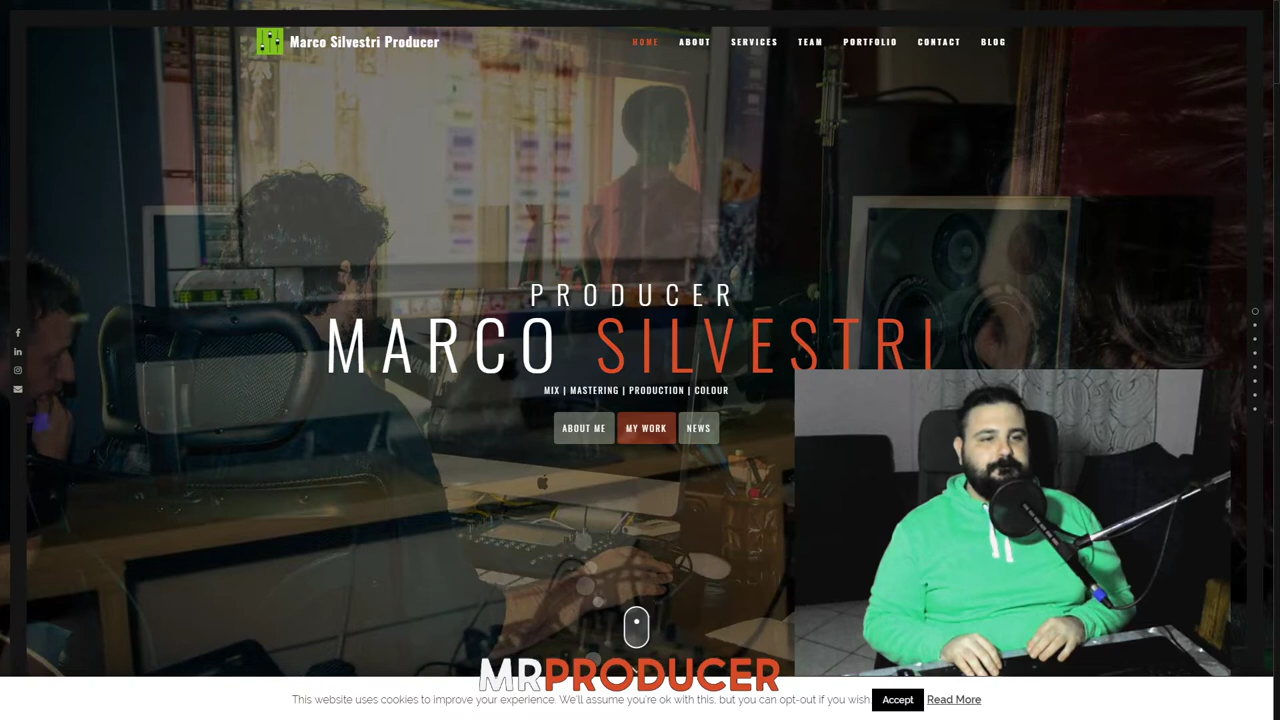 Marco Silvestri Producer
HOME ABOUT SERVICES TEAM PORTFOLIO CONTACT BLOG
PRODUCER
MARCO SILVESTRI
MIX | MASTERING | PRODUCTION | COLOUR
ABOUT ME MY WORK NEWS
MRPRODUCER
This website uses cookies to improve your experience. We'll assume you're ok with this, but you can opt-out if you wish. Accept Read More